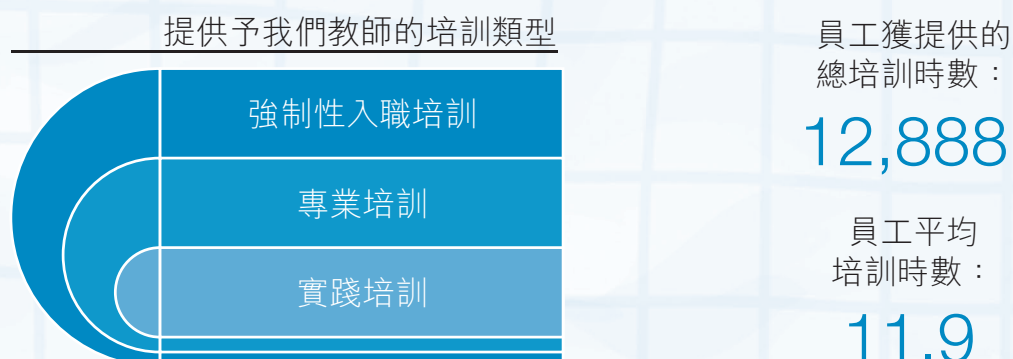 提供予我們教師的培訓類型
強制性入職培訓
專業培訓
實踐培訓
員工獲提供的
總培訓時數：
12,888
員工平均
培訓時數：
11.9